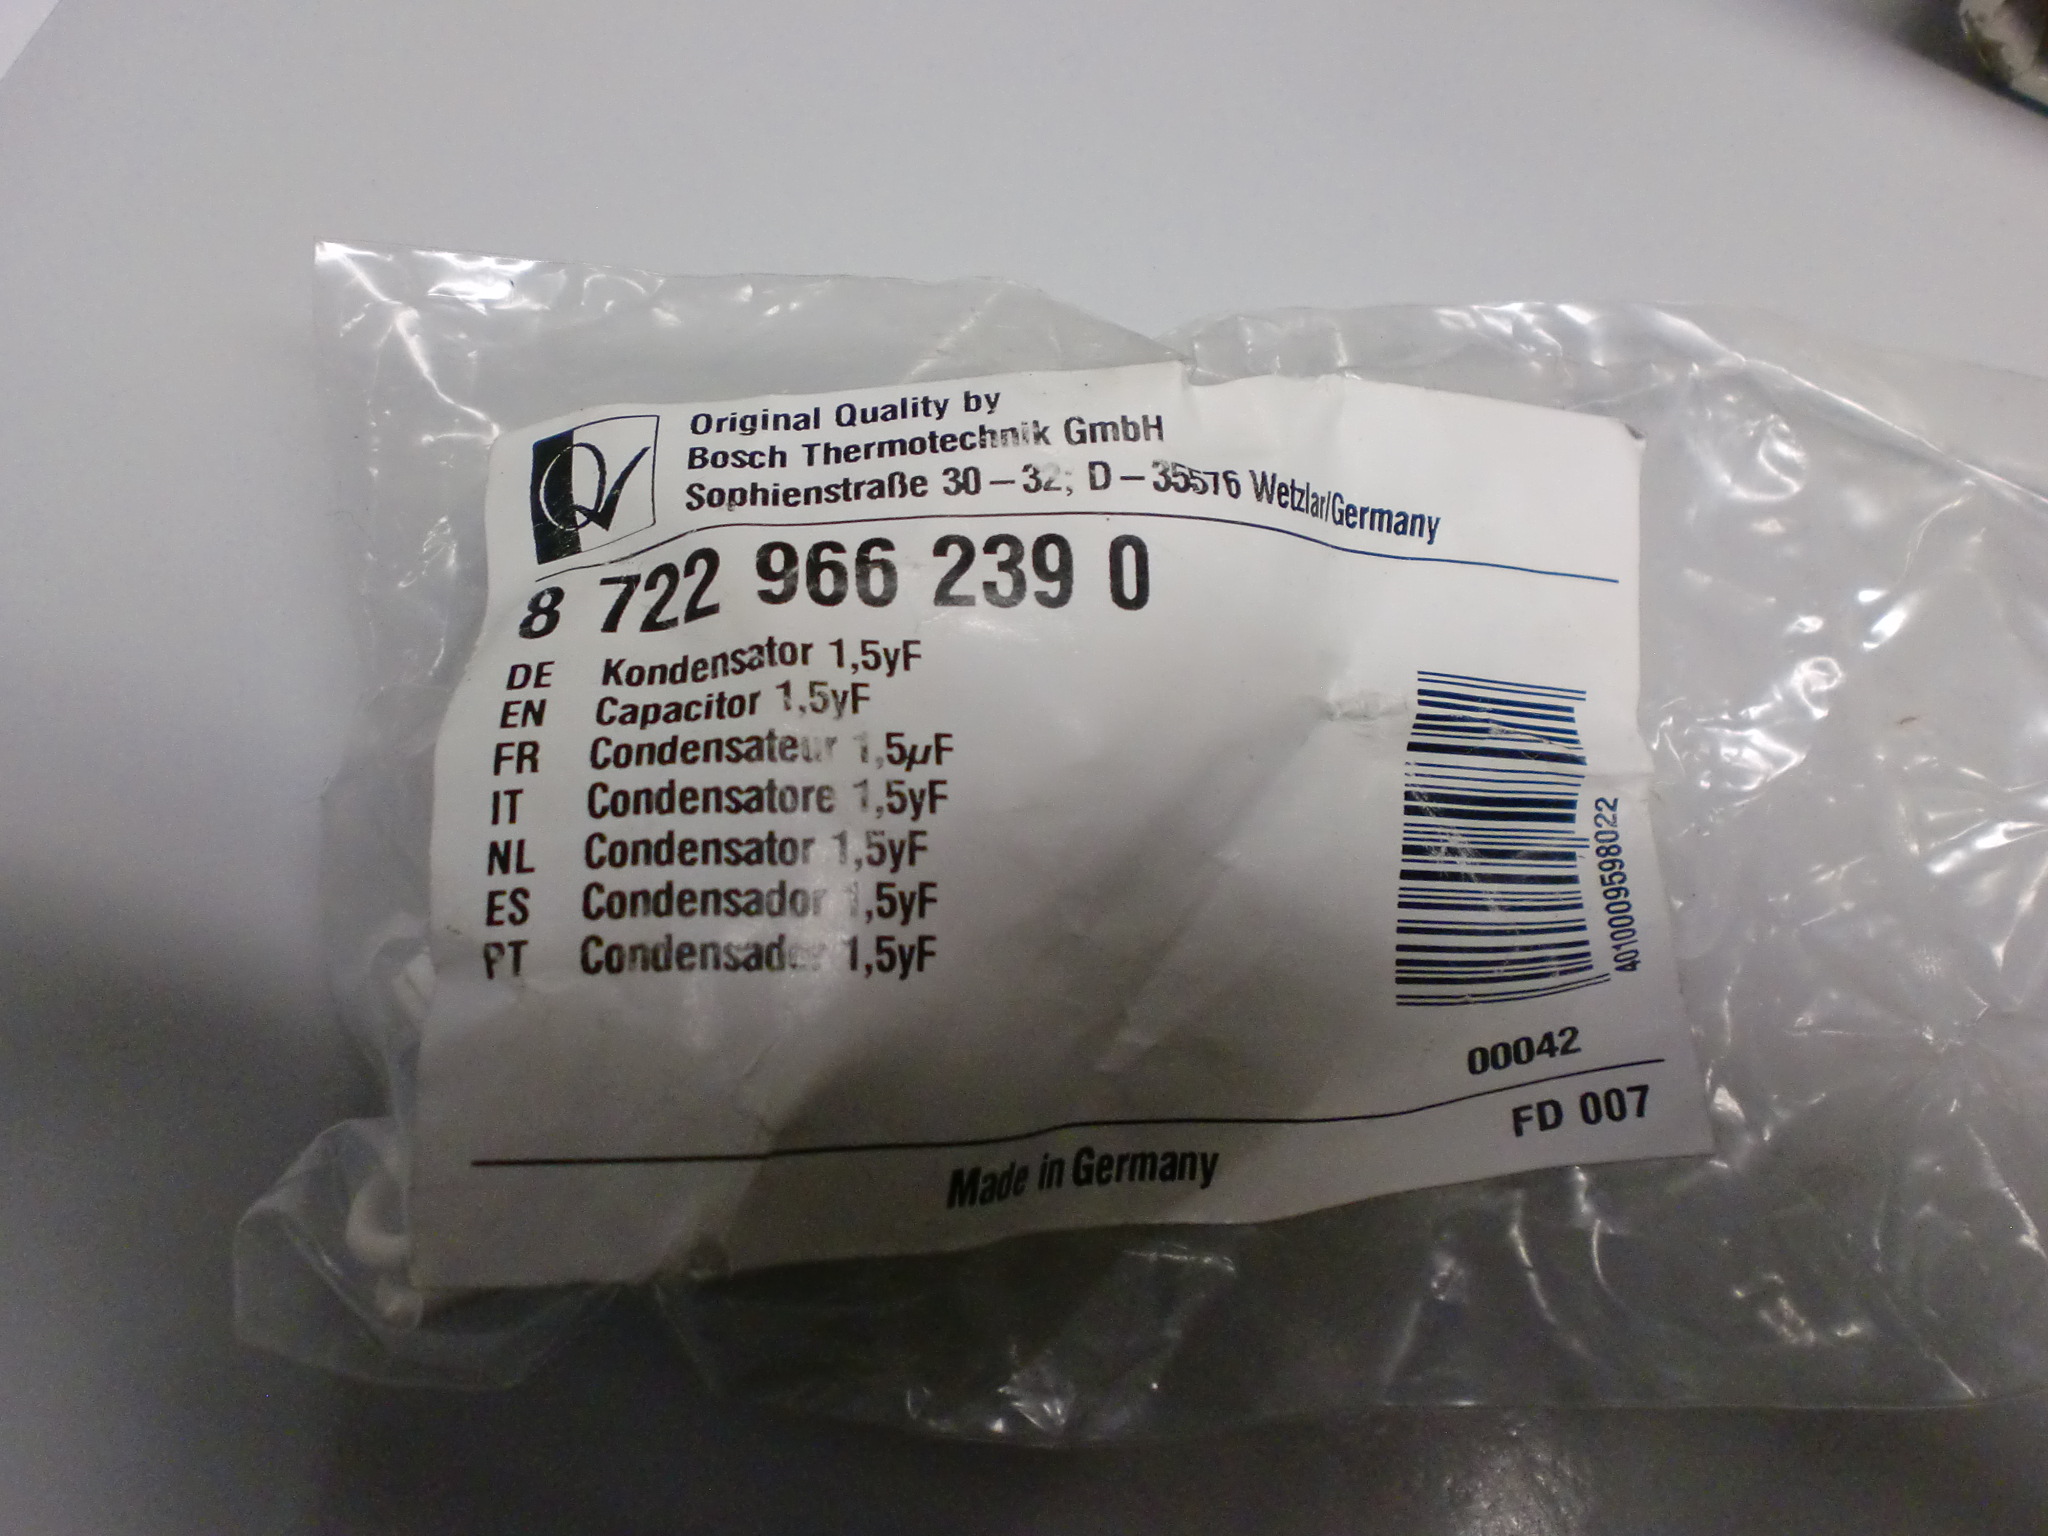 Original Quality by
Bosch Thermotechnik GmbH
Sophienstraße 30 – 32; D – 35576 Wetzlar/Germany
8 722 966 239 0
DE Kondensator 1,5yF
EN Capacitor 1,5yF
FR Condensateur 1,5µF
IT Condensatore 1,5yF
NL Condensator 1,5yF
ES Condensador 1,5yF
PT Condensador 1,5yF
4010009598022
00042
FD 007
Made in Germany